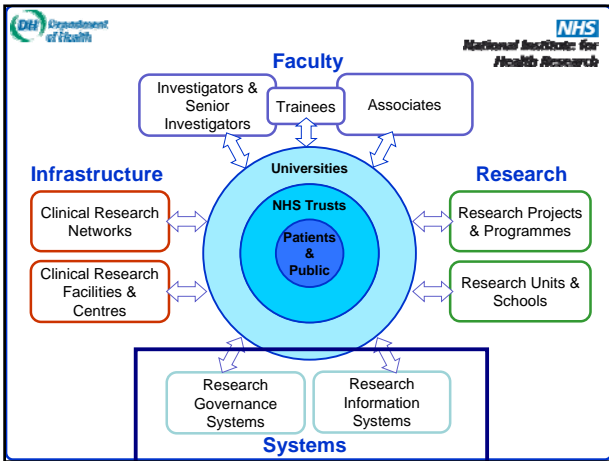 DH Department
of Health
NHS
National Institute for
Health Research
Faculty
Investigators &
Senior
Investigators
Trainees
Associates
Infrastructure
Research
Universities
NHS Trusts
Patients
&
Public
Clinical Research
Networks
Clinical Research
Facilities &
Centres
Research Projects
& Programmes
Research Units &
Schools
Research
Governance
Systems
Research
Information
Systems
Systems